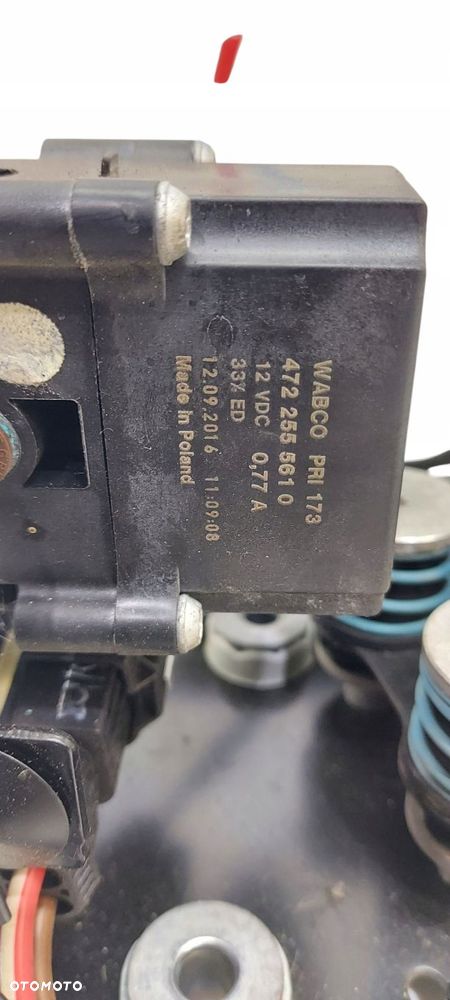 WABCO PRI 173
472 255 561 0
12 VDC 0,77 A
33% ED
12.09.2016 11:09:08
Made in Poland
OTOMOTO